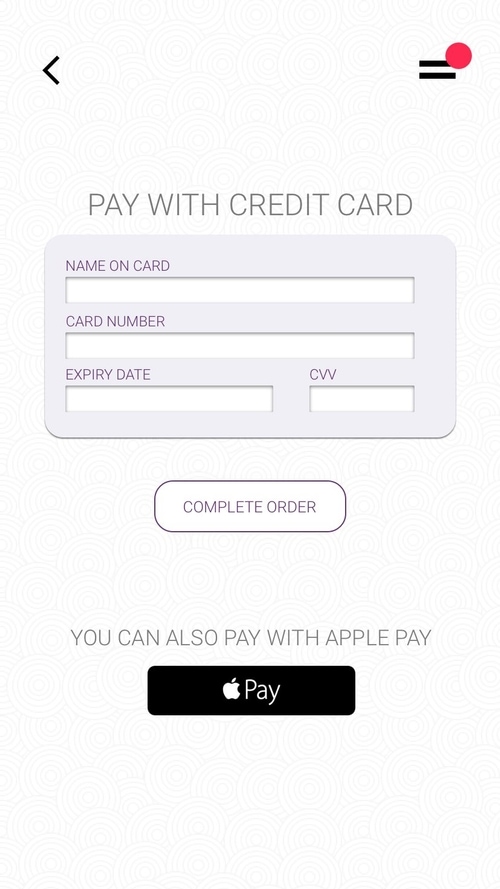 PAY WITH CREDIT CARD
NAME ON CARD
CARD NUMBER
EXPIRY DATE
CVV
COMPLETE ORDER
YOU CAN ALSO PAY WITH APPLE PAY
Pay